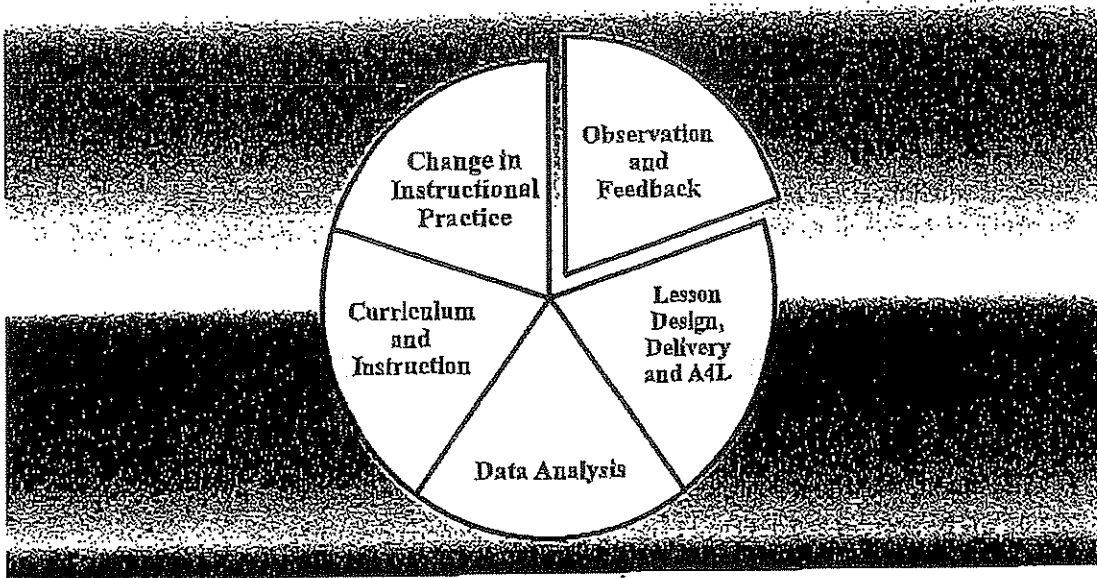 Observation
and
Feedback
Lesson
Design,
Delivery
and A4L
Data Analysis
Curriculum
and
Instruction
Change in
Instructional
Practice